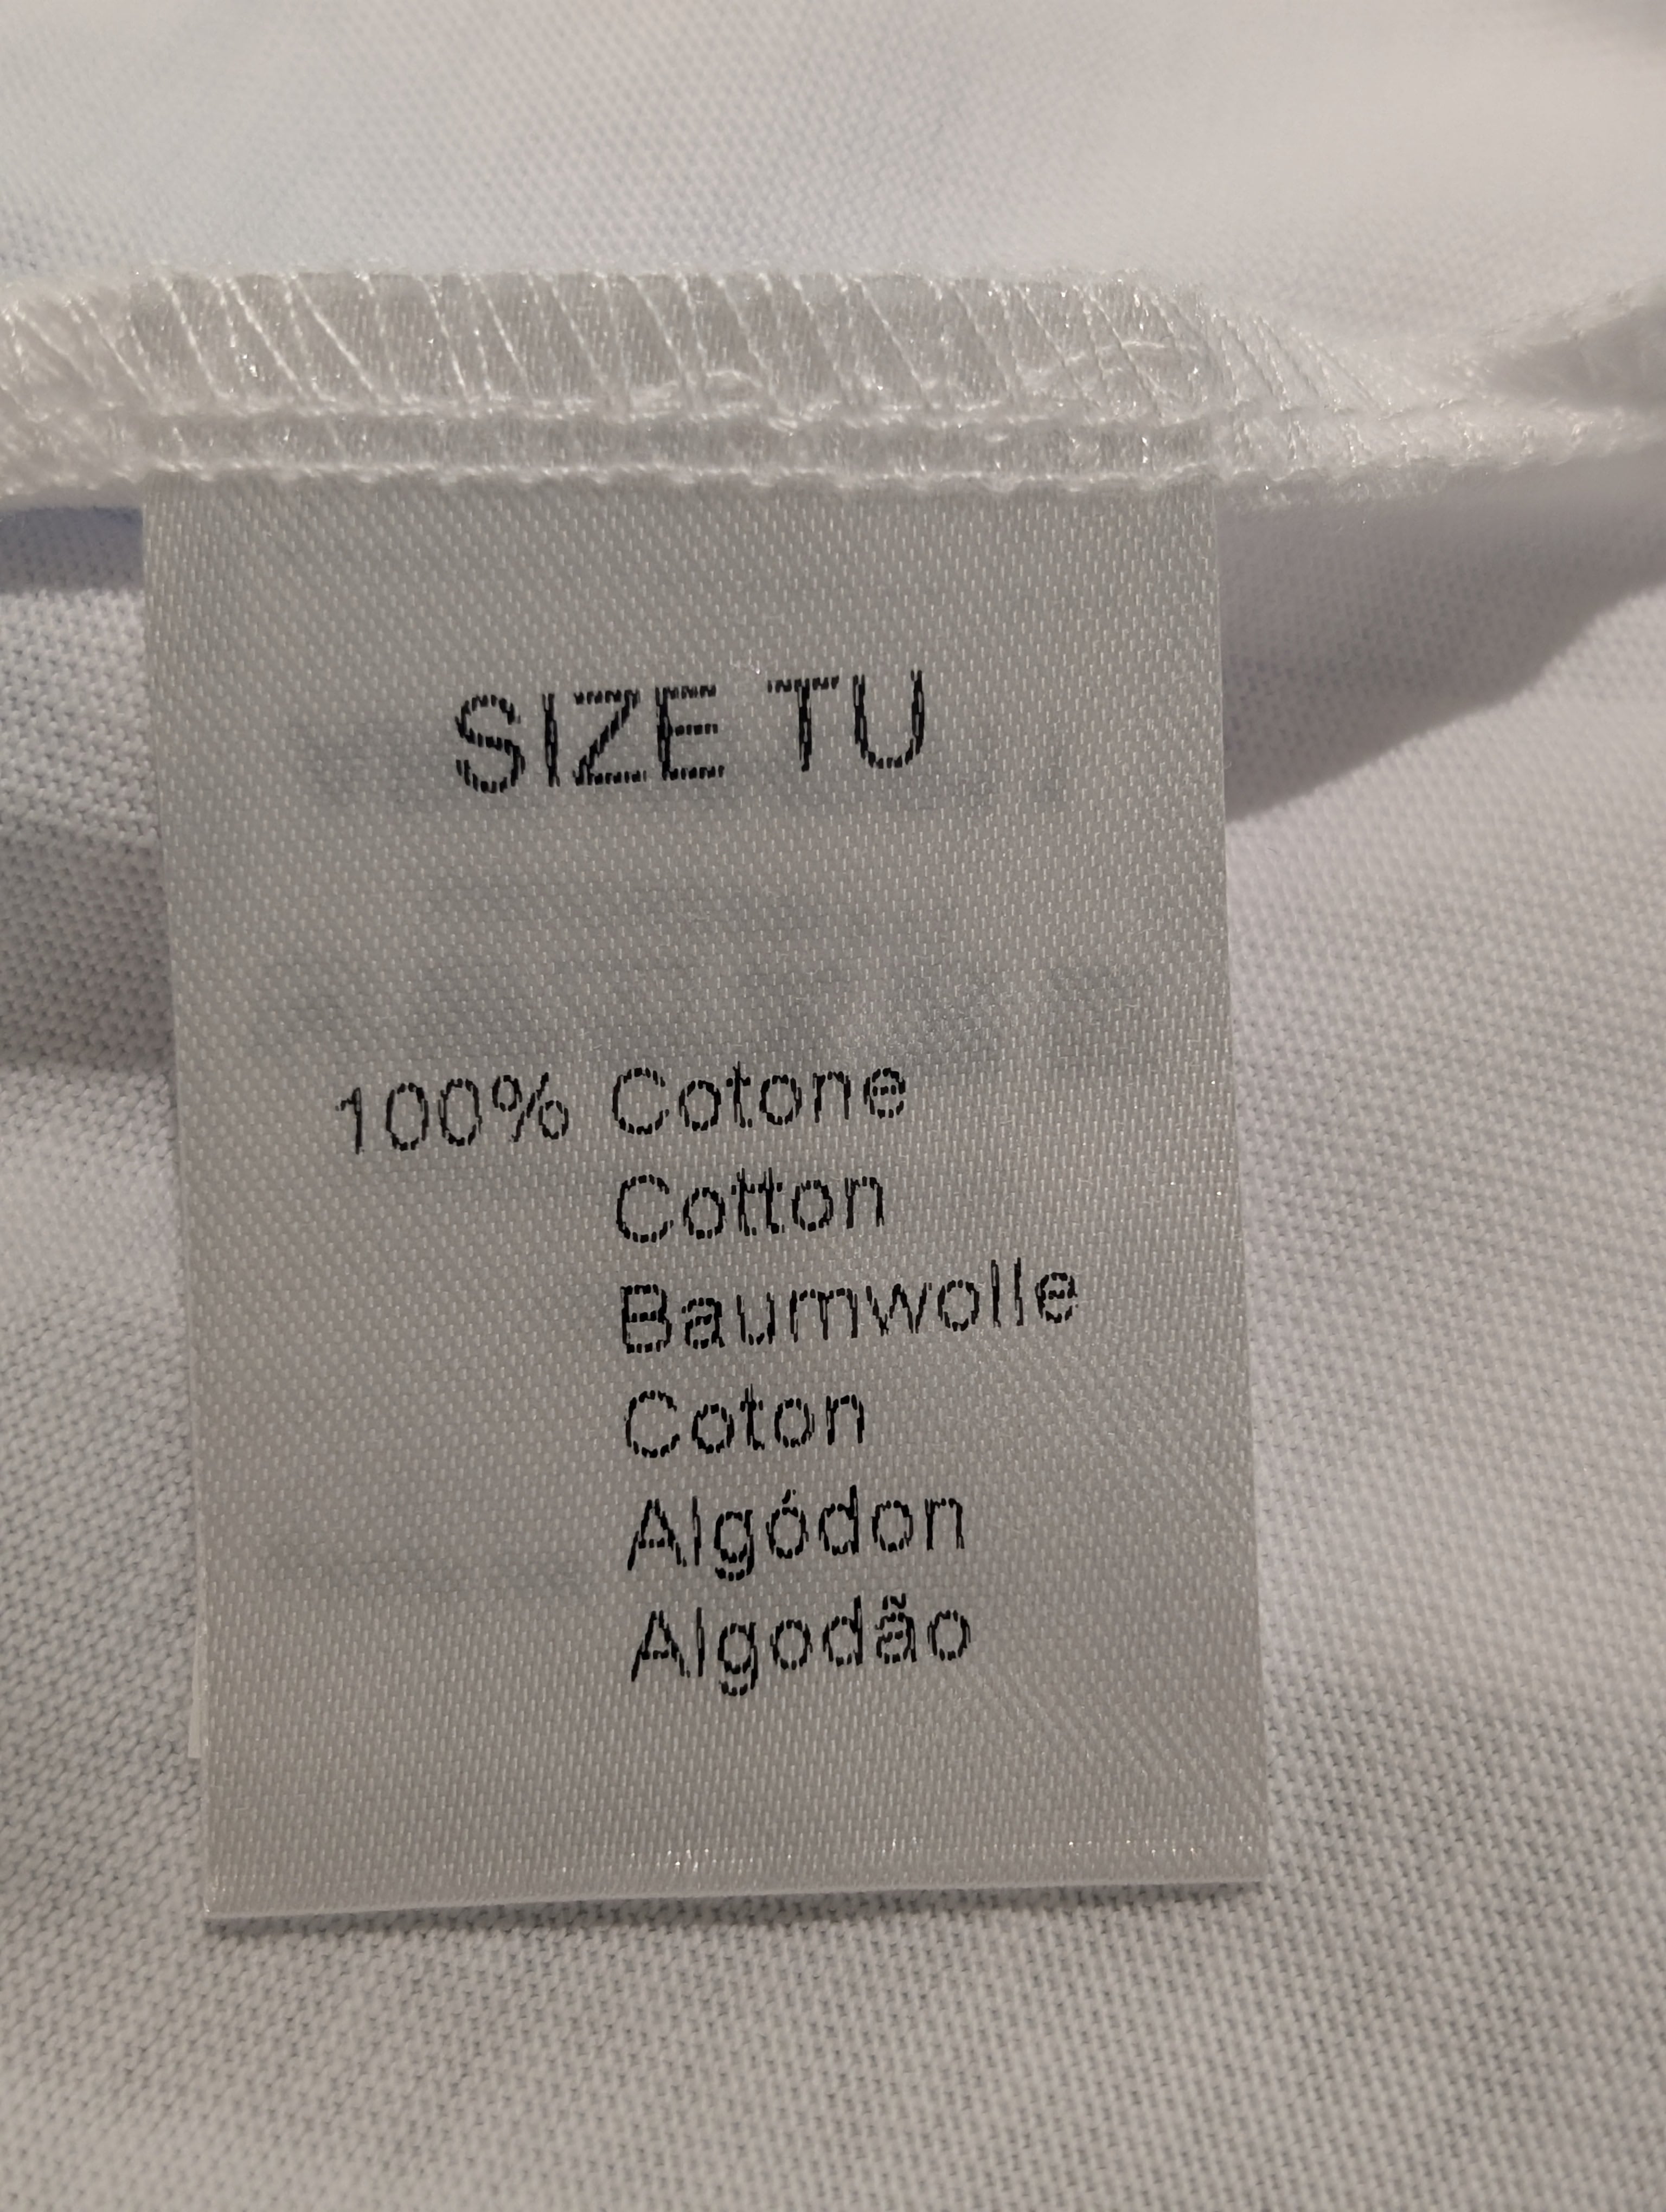 SIZE TU
100% Cotone
Cotton
Baumwolle
Coton
Algódon
Algodão